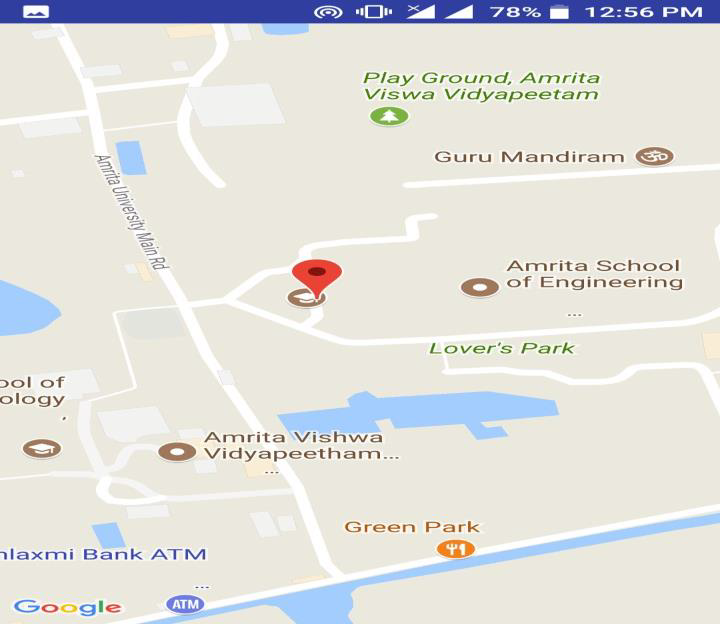 78% 12:56 PM
Play Ground, Amrita
Viswa Vidyapeetam
Guru Mandiram
Amrita University Main Rd
Amrita School
of Engineering
...
Lover's Park
ool of
ology
,
Amrita Vishwa
Vidyapeetham...
...
Green Park
nlaxmi Bank ATM
...
ATM
Google